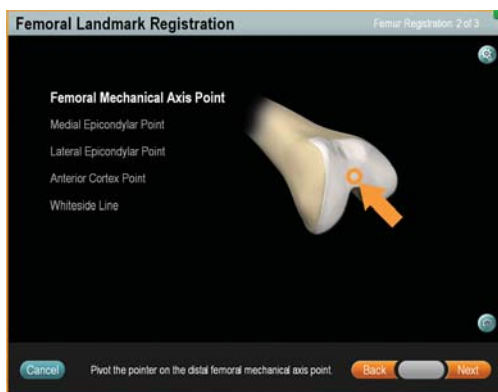 Femoral Landmark Registration
Femur Registration 2 of 3
Femoral Mechanical Axis Point
Medial Epicondylar Point
Lateral Epicondylar Point
Anterior Cortex Point
Whiteside Line
Cancel
Pivot the pointer on the distal femoral mechanical axis point.
Back
Next